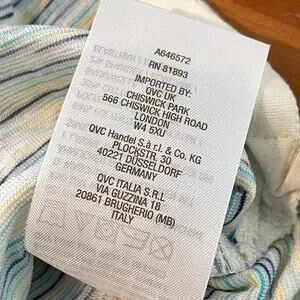 A646572
RN 81893
IMPORTED BY:
QVC UK
CHISWICK PARK
566 CHISWICK HIGH ROAD
LONDON
W4 5XU
QVC Handel S.à r.l. & Co. KG
PLOCKSTR. 30
40221 DÜSSELDORF
GERMANY
QVC ITALIA S.R.L
VIA GUZZINA 18
20861 BRUGHERIO (MB)
ITALY